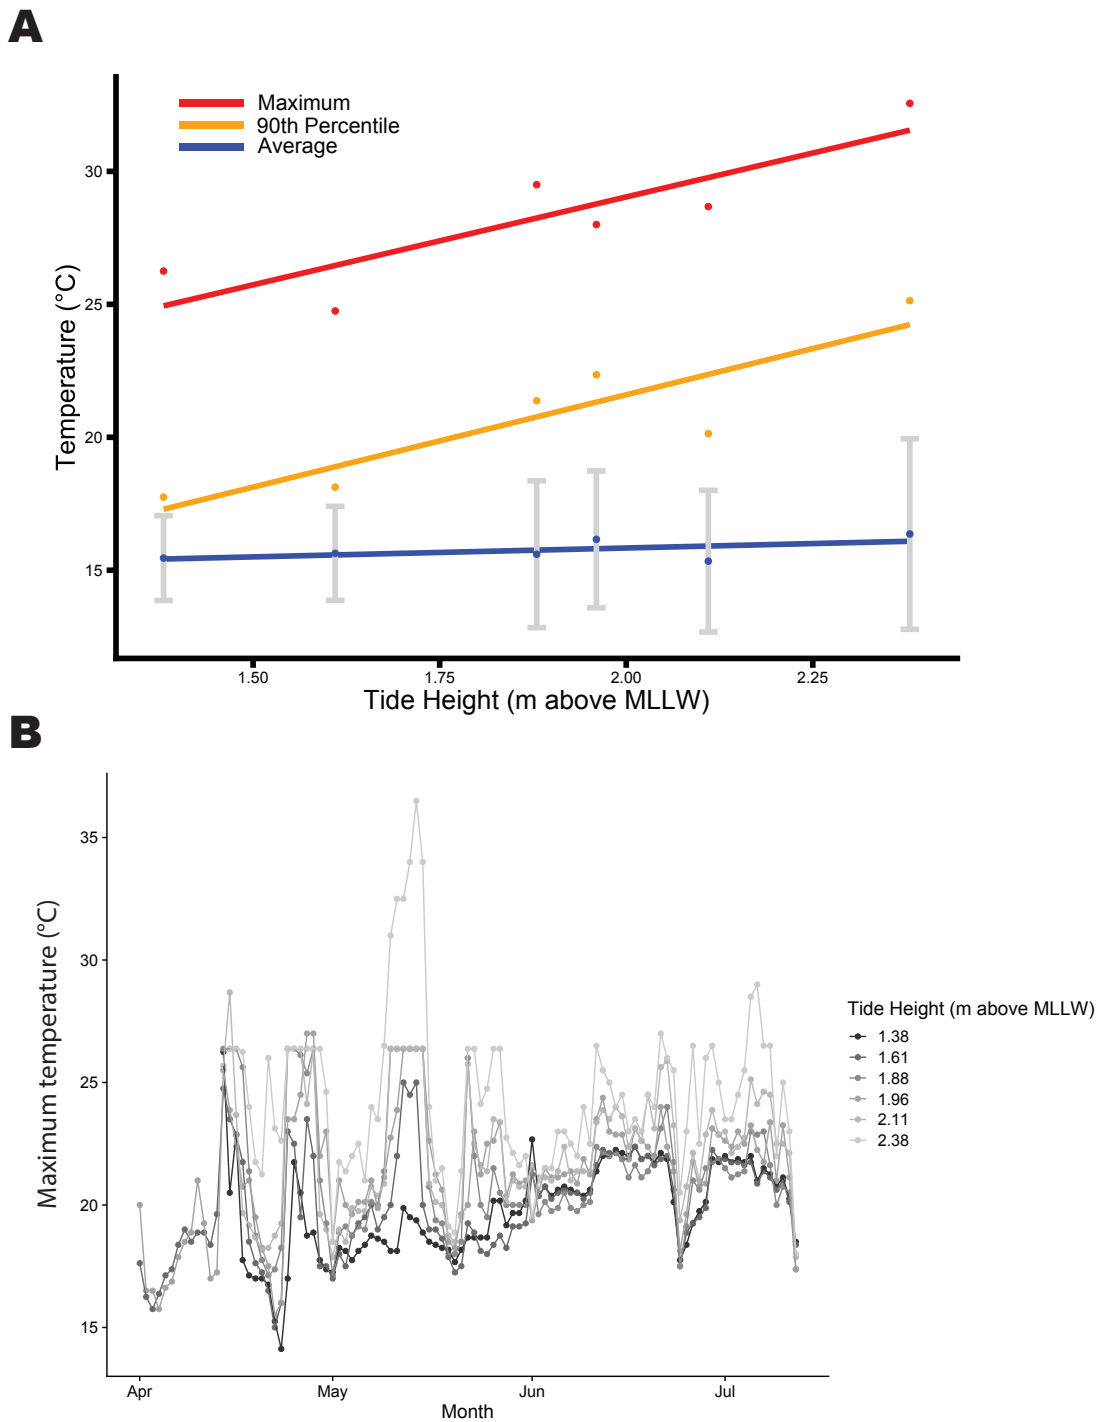 A
Maximum
90th Percentile
Average
30
25
20
15
Temperature (°C)
1.50
1.75
2.00
2.25
Tide Height (m above MLLW)
B
35
30
25
20
15
Maximum temperature (°C)
Apr
May
Jun
Jul
Month
Tide Height (m above MLLW)
1.38
1.61
1.88
1.96
2.11
2.38